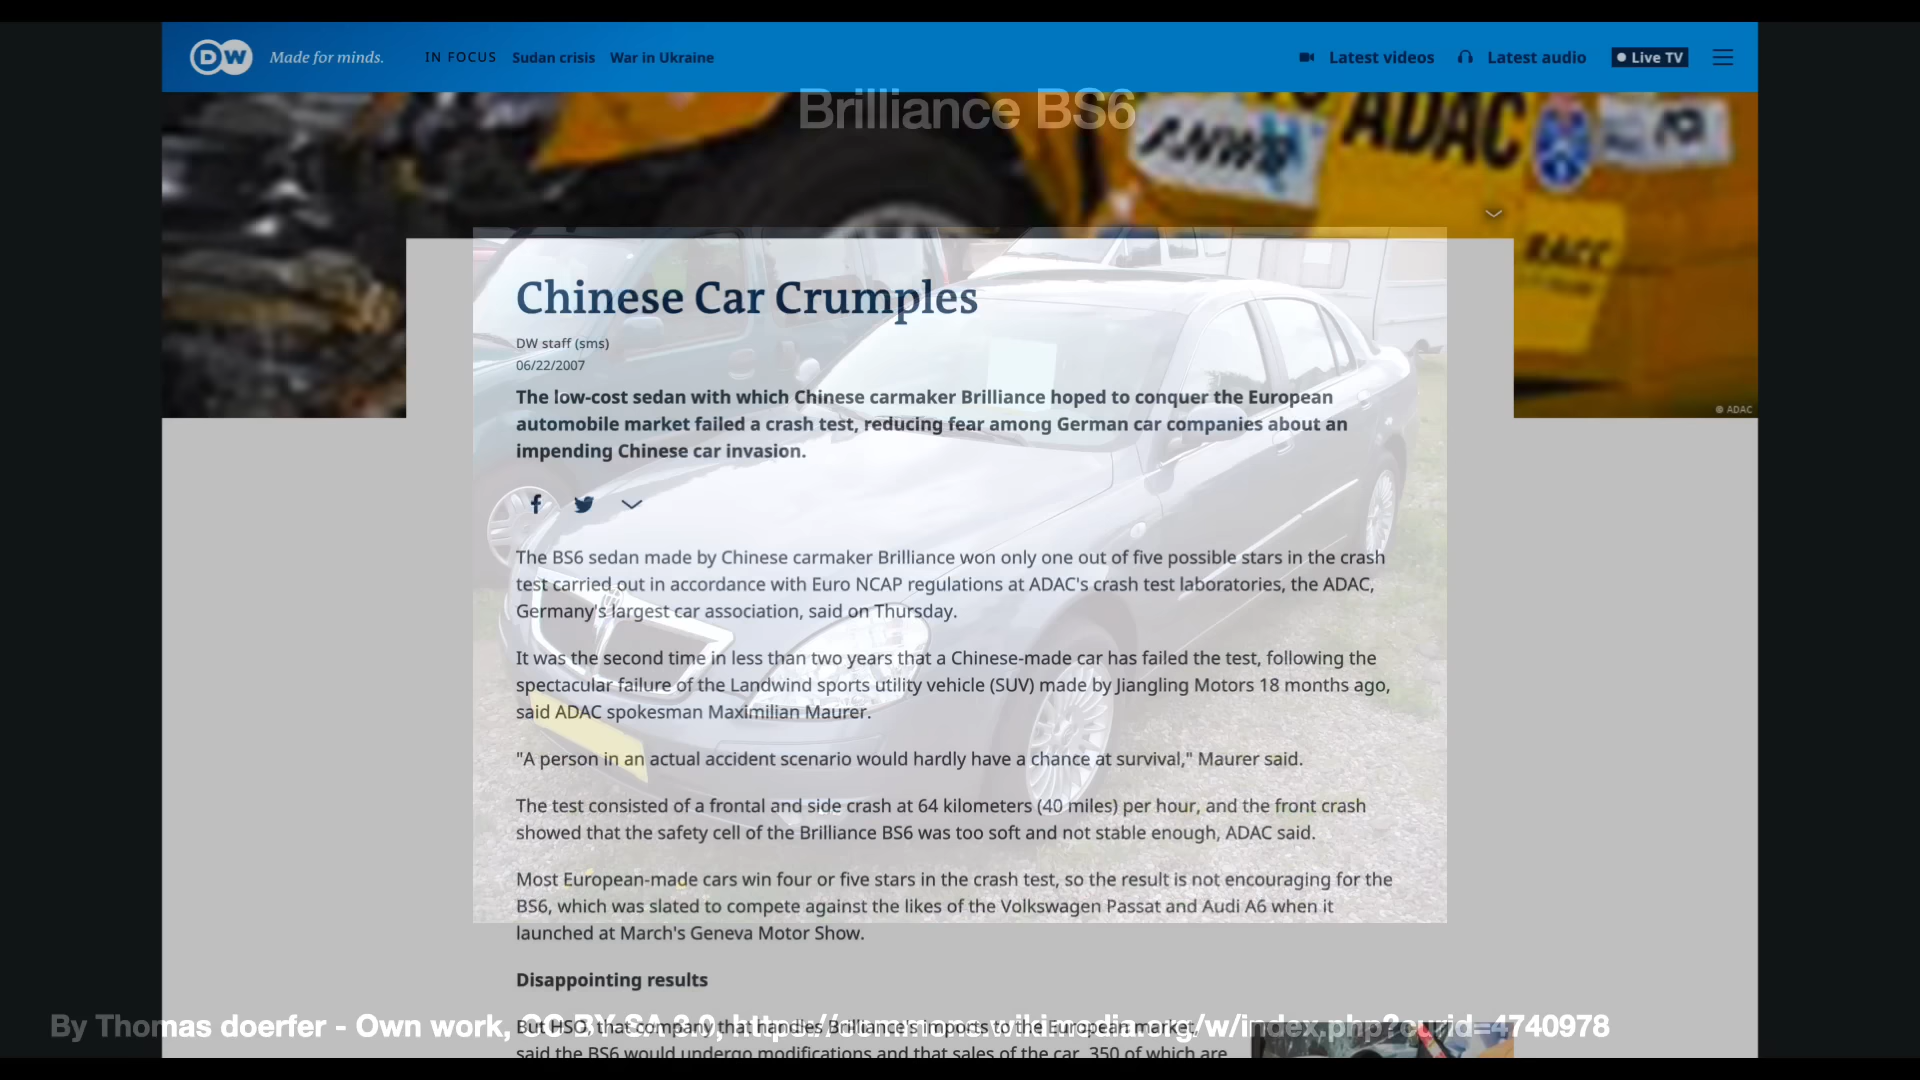 DW Made for minds. IN FOCUS Sudan crisis War in Ukraine Latest videos Latest audio Live TV
Brilliance BS6
ANWB ADAC
RACC
Chinese Car Crumples
DW staff (sms)
06/22/2007
© ADAC
The low-cost sedan with which Chinese carmaker Brilliance hoped to conquer the European
automobile market failed a crash test, reducing fear among German car companies about an
impending Chinese car invasion.
The BS6 sedan made by Chinese carmaker Brilliance won only one out of five possible stars in the crash
test carried out in accordance with Euro NCAP regulations at ADAC's crash test laboratories, the ADAC,
Germany's largest car association, said on Thursday.
It was the second time in less than two years that a Chinese-made car has failed the test, following the
spectacular failure of the Landwind sports utility vehicle (SUV) made by Jiangling Motors 18 months ago,
said ADAC spokesman Maximilian Maurer.
"A person in an actual accident scenario would hardly have a chance at survival," Maurer said.
The test consisted of a frontal and side crash at 64 kilometers (40 miles) per hour, and the front crash
showed that the safety cell of the Brilliance BS6 was too soft and not stable enough, ADAC said.
Most European-made cars win four or five stars in the crash test, so the result is not encouraging for the
BS6, which was slated to compete against the likes of the Volkswagen Passat and Audi A6 when it
launched at March's Geneva Motor Show.
Disappointing results
But HSO, that company that handles Brilliance's imports to the European market,
By Thomas doerfer - Own work, CC BY-SA 3.0, https://commons.wikimedia.org/w/index.php?curid=4740978
said the BS6 would undergo modifications and that sales of the car, 350 of which are